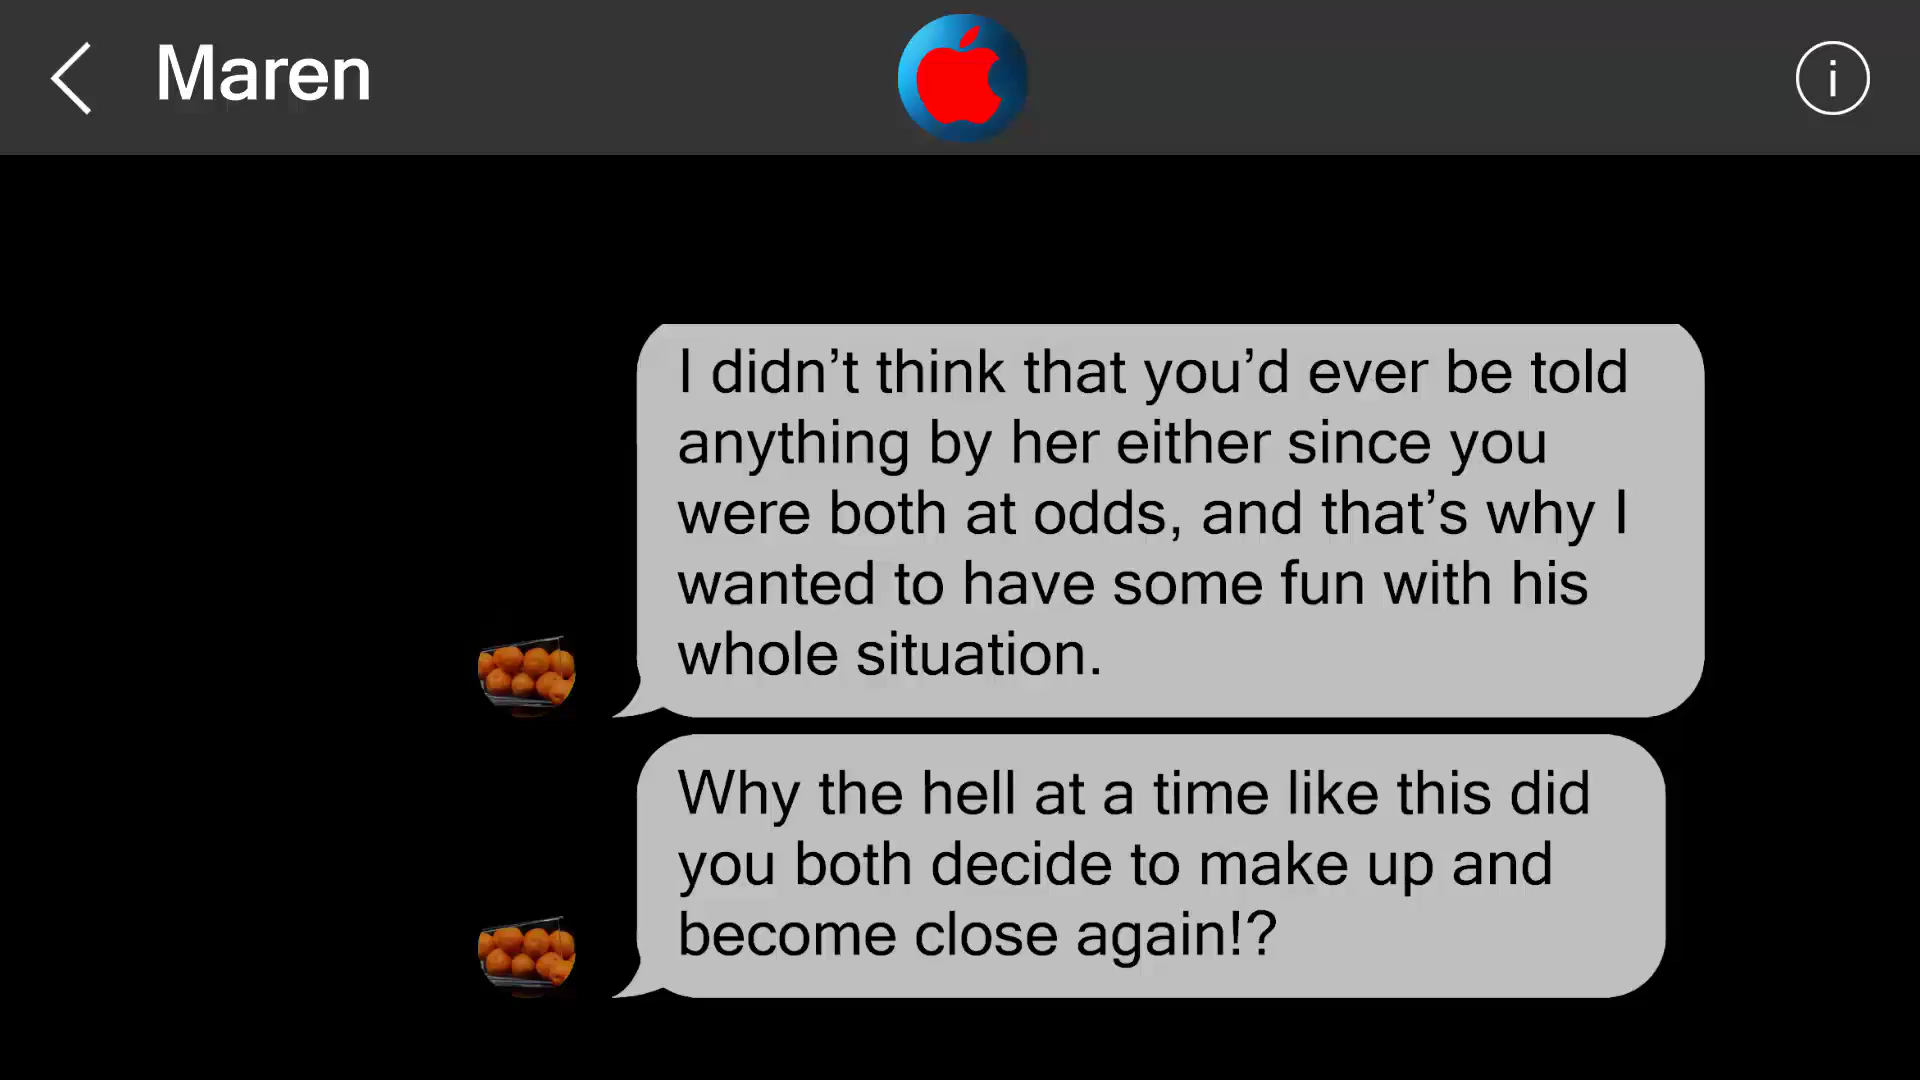 Maren
i
I didn’t think that you’d ever be told
anything by her either since you
were both at odds, and that’s why I
wanted to have some fun with his
whole situation.
Why the hell at a time like this did
you both decide to make up and
become close again!?